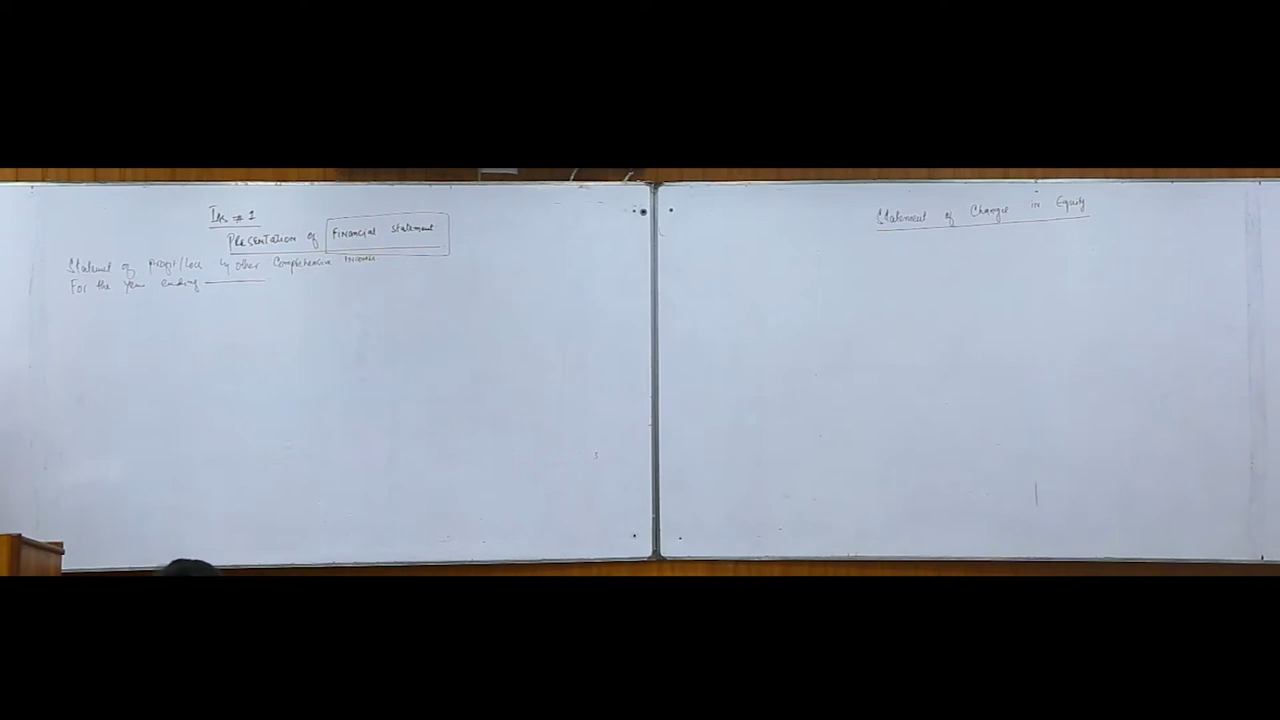 IAS # 1
PRESENTATION of Financial Statement
Statement of Profit/Loss & other Comprehensive Income
For the year ending
Statement of Change in Equity